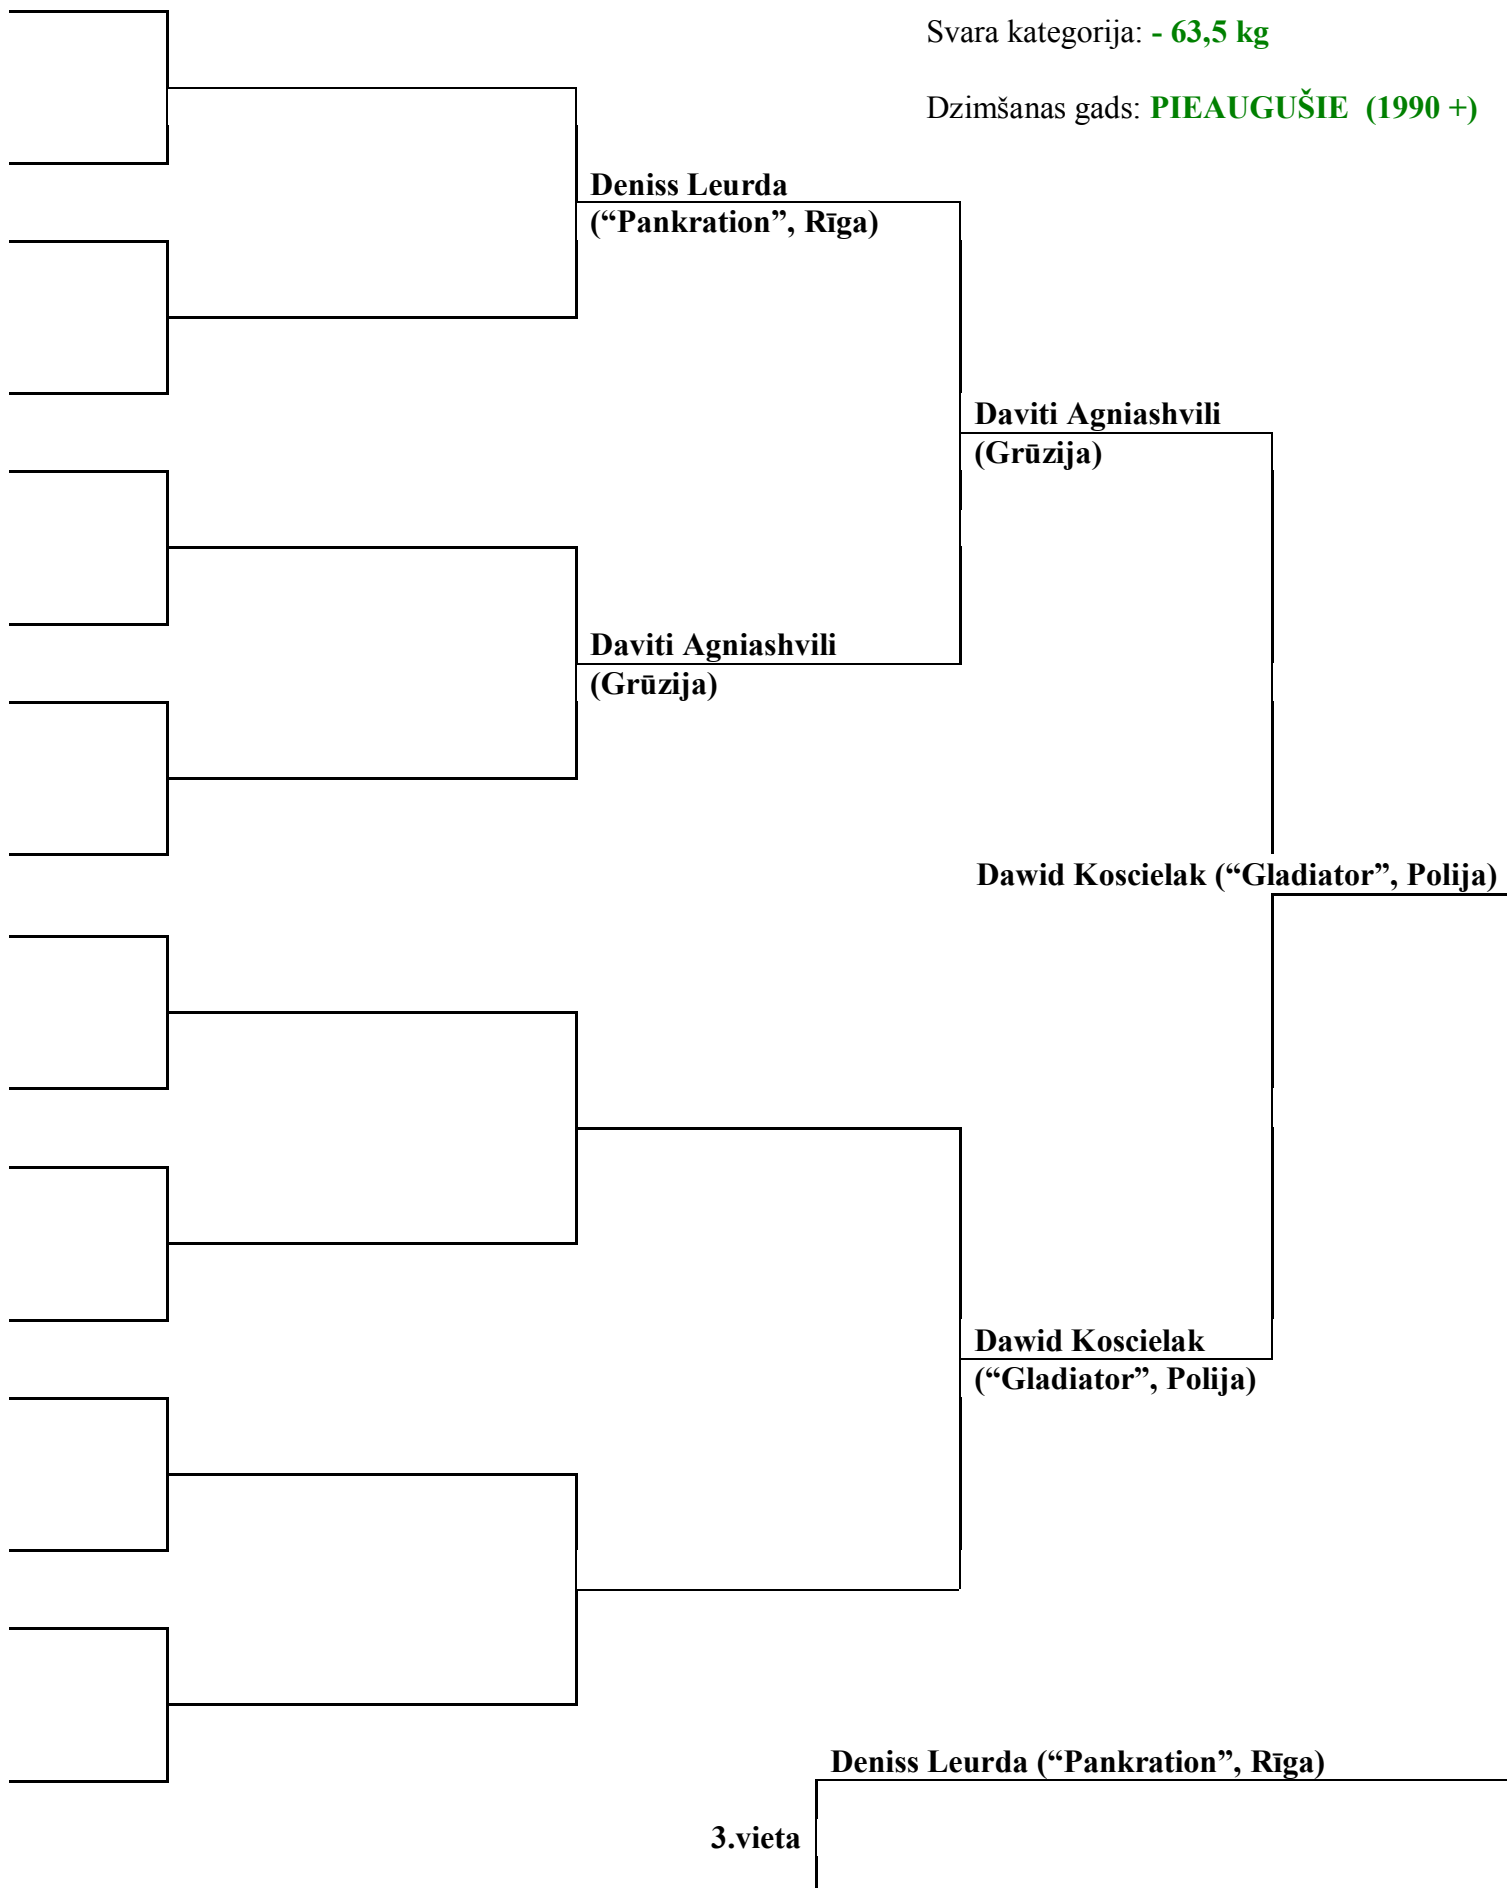 Svara kategorija: - 63,5 kg
Dzimšanas gads: PIEAUGUŠIE (1990 +)
Deniss Leurda
(“Pankration”, Rīga)
Daviti Agniashvili
(Grūzija)
Daviti Agniashvili
(Grūzija)
Dawid Koscielak (“Gladiator”, Polija)
Dawid Koscielak
(“Gladiator”, Polija)
Deniss Leurda (“Pankration”, Rīga)
3.vieta